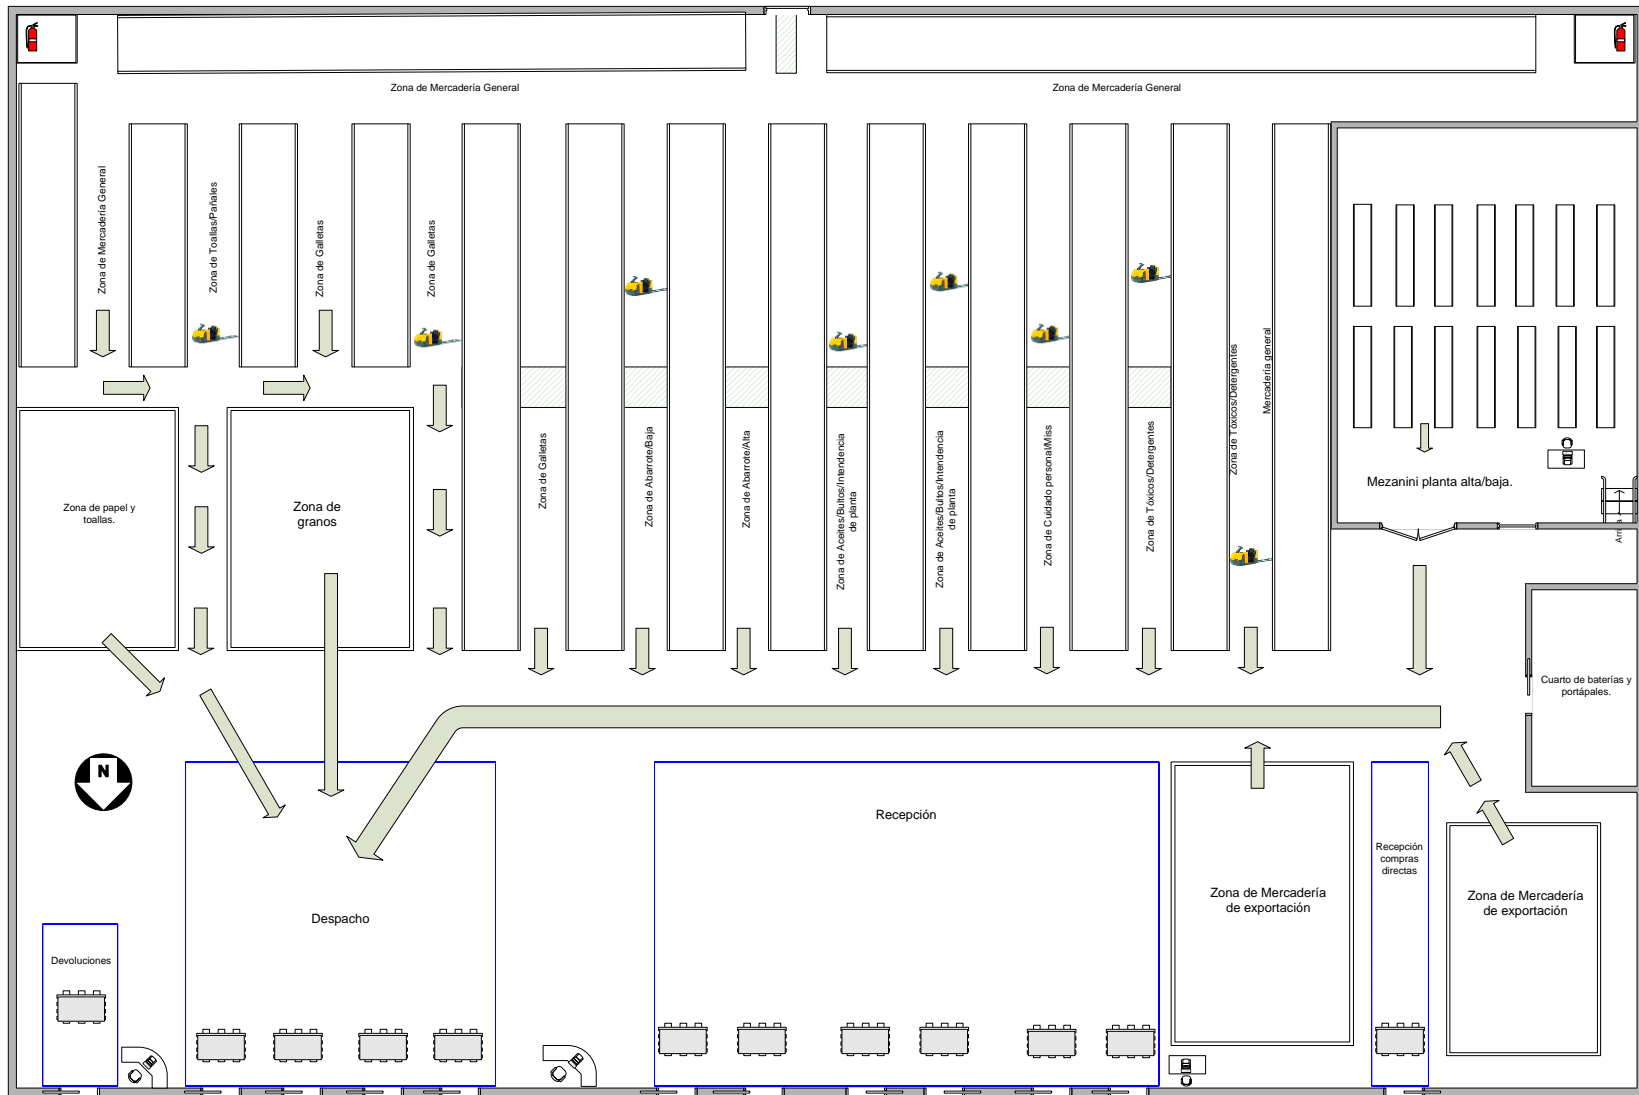 Zona de Mercadería General
Zona de Mercadería General
Zona de Mercadería General
Zona de Toallas/Pañales
Zona de Galletas
Zona de Galletas
Zona de Galletas
Zona de Abarrote/Baja
Zona de Abarrote/Alta
Zona de Aceites/Bultos/Intendencia
de planta
Zona de Aceites/Bultos/Intendencia
de planta
Zona de Cuidado personal/Miss
Zona de Tóxicos/Detergentes
Zona de Tóxicos/Detergentes
Mercadería general
Mezanini planta alta/baja.
Zona de papel y
toallas.
Zona de
granos
Cuarto de baterías y
portápales.
N
Recepción
Recepción
compras
directas
Zona de Mercadería
de exportación
Zona de Mercadería
de exportación
Despacho
Devoluciones